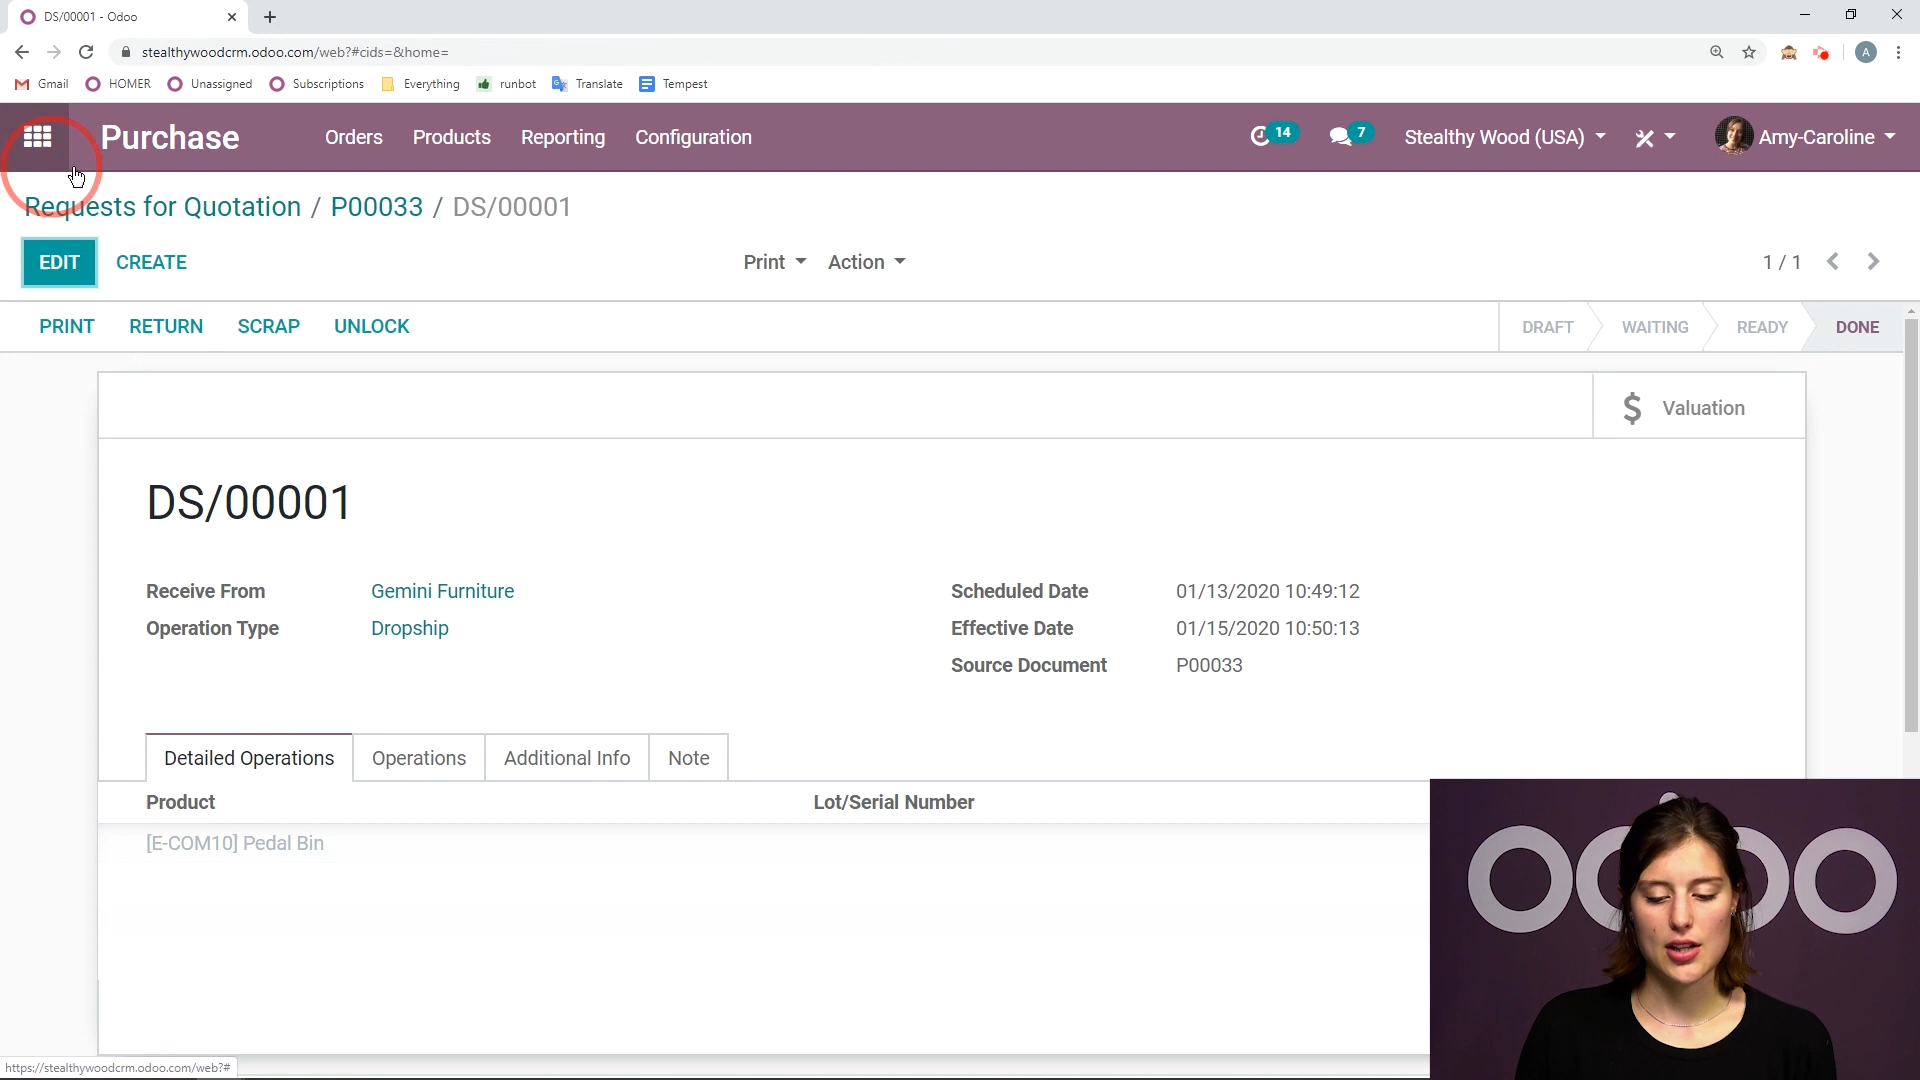 DS/00001 - Odoo
stealthywoodcrm.odoo.com/web?#cids=&home=
A
Gmail HOMER Unassigned Subscriptions Everything runbot Translate Tempest
Purchase Orders Products Reporting Configuration 14 7 Stealthy Wood (USA) Amy-Caroline
Requests for Quotation / P00033 / DS/00001
EDIT CREATE Print Action 1 / 1
PRINT RETURN SCRAP UNLOCK DRAFT WAITING READY DONE
$ Valuation
DS/00001
Receive From Gemini Furniture Scheduled Date 01/13/2020 10:49:12
Operation Type Dropship Effective Date 01/15/2020 10:50:13
Source Document P00033
Detailed Operations Operations Additional Info Note
Product Lot/Serial Number
[E-COM10] Pedal Bin
odoo
https://stealthywoodcrm.odoo.com/web?#